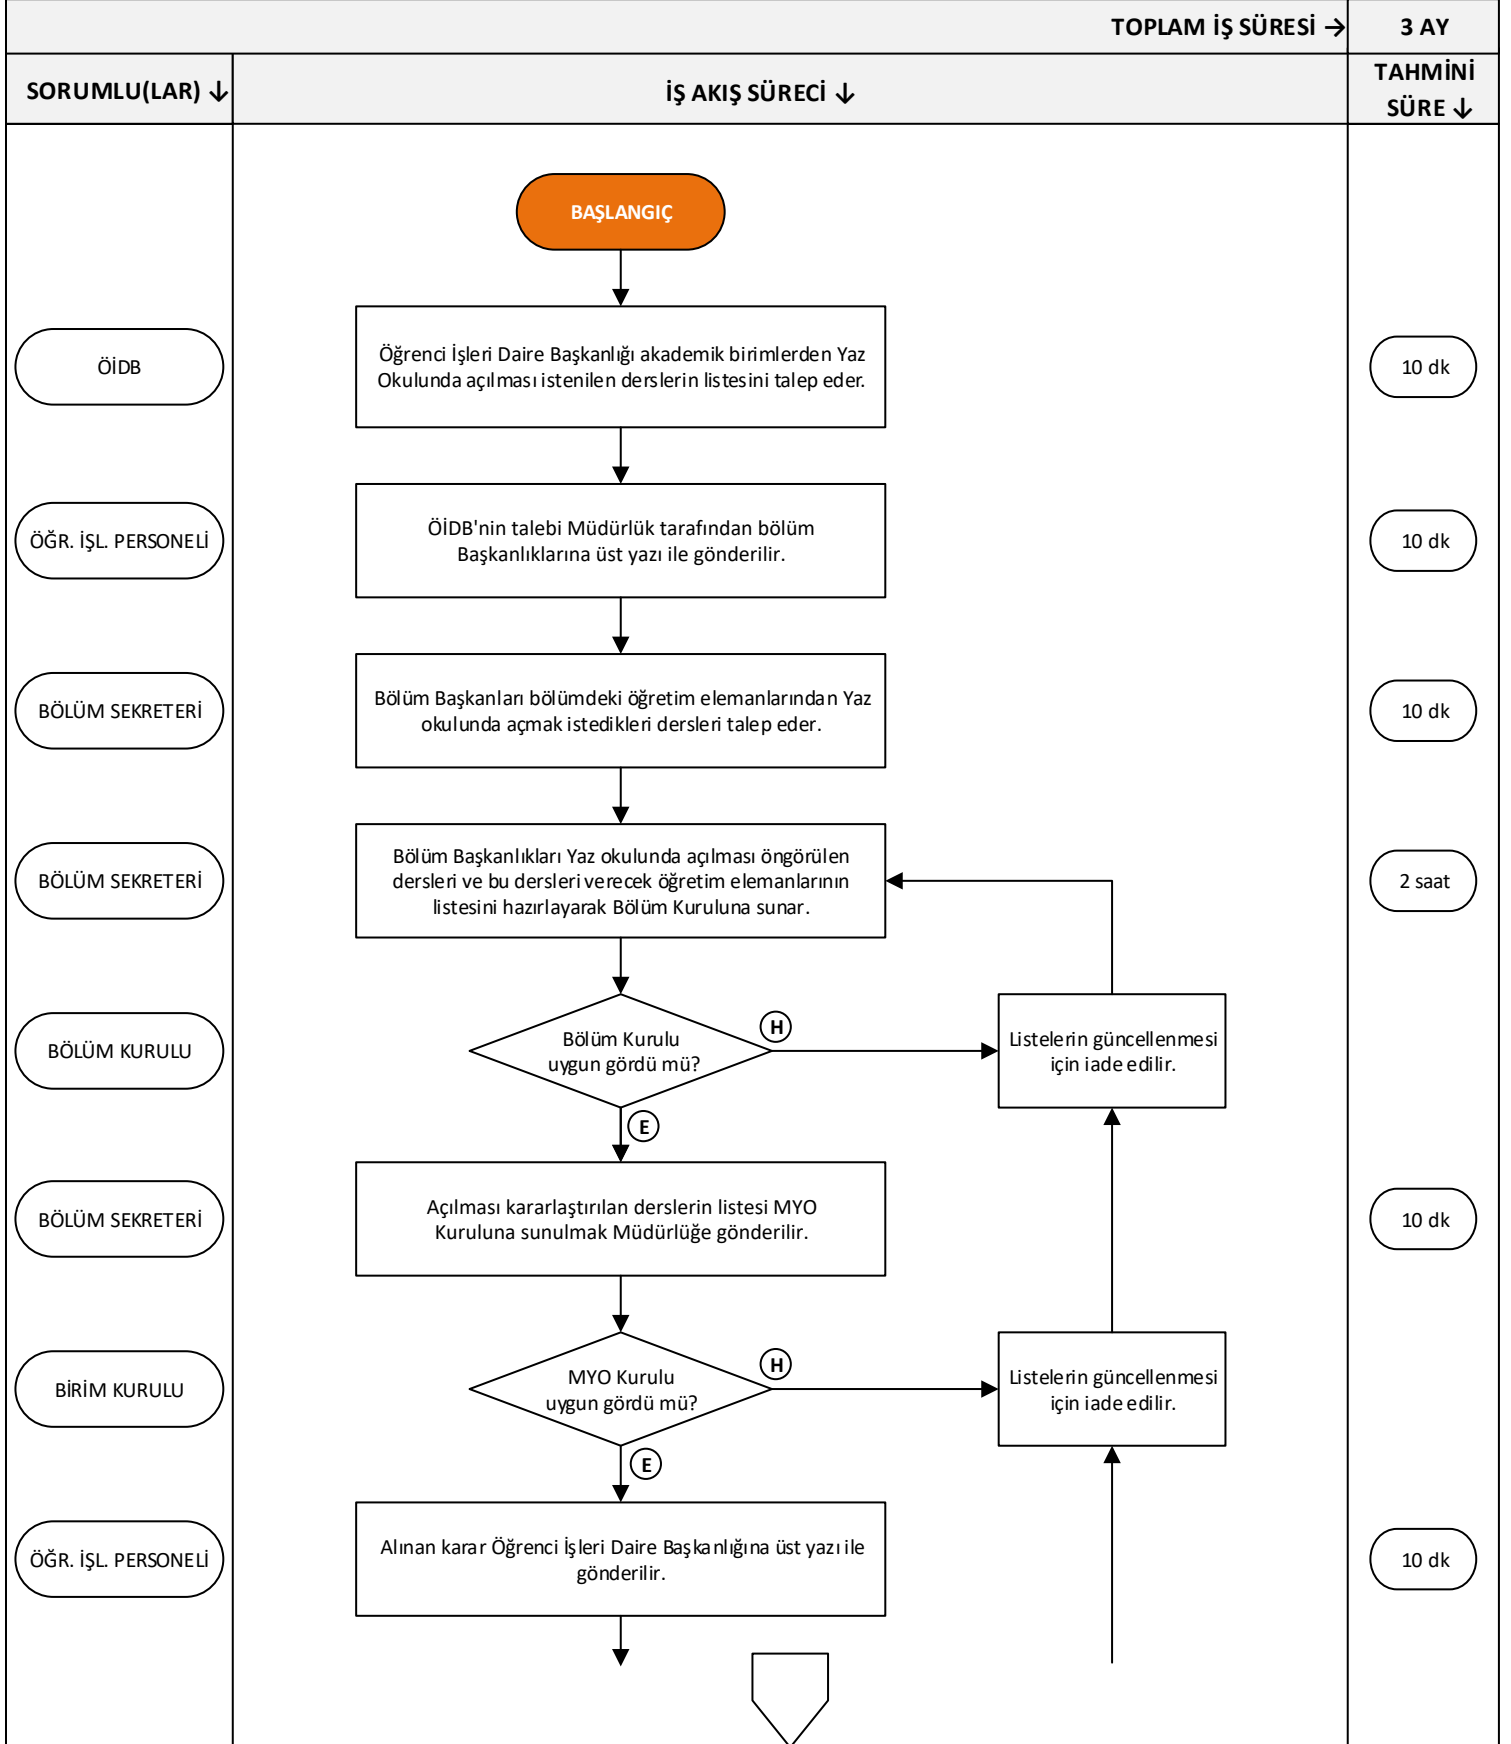 TOPLAM İŞ SÜRESİ →
3 AY
SORUMLU(LAR) ↓
İŞ AKIŞ SÜRECİ ↓
TAHMİNİ
SÜRE ↓
BAŞLANGIÇ
ÖİDB
Öğrenci İşleri Daire Başkanlığı akademik birimlerden Yaz
Okulunda açılması istenilen derslerin listesini talep eder.
10 dk
ÖĞR. İŞL. PERSONELİ
ÖİDB'nin talebi Müdürlük tarafından bölüm
Başkanlıklarına üst yazı ile gönderilir.
10 dk
BÖLÜM SEKRETERİ
Bölüm Başkanları bölümdeki öğretim elemanlarından Yaz
okulunda açmak istedikleri dersleri talep eder.
10 dk
BÖLÜM SEKRETERİ
Bölüm Başkanlıkları Yaz okulunda açılması öngörülen
dersleri ve bu dersleri verecek öğretim elemanlarının
listesini hazırlayarak Bölüm Kuruluna sunar.
2 saat
BÖLÜM KURULU
Bölüm Kurulu
uygun gördü mü?
H
Listelerin güncellenmesi
için iade edilir.
E
BÖLÜM SEKRETERİ
Açılması kararlaştırılan derslerin listesi MYO
Kuruluna sunulmak Müdürlüğe gönderilir.
10 dk
BİRİM KURULU
MYO Kurulu
uygun gördü mü?
H
Listelerin güncellenmesi
için iade edilir.
E
ÖĞR. İŞL. PERSONELİ
Alınan karar Öğrenci İşleri Daire Başkanlığına üst yazı ile
gönderilir.
10 dk